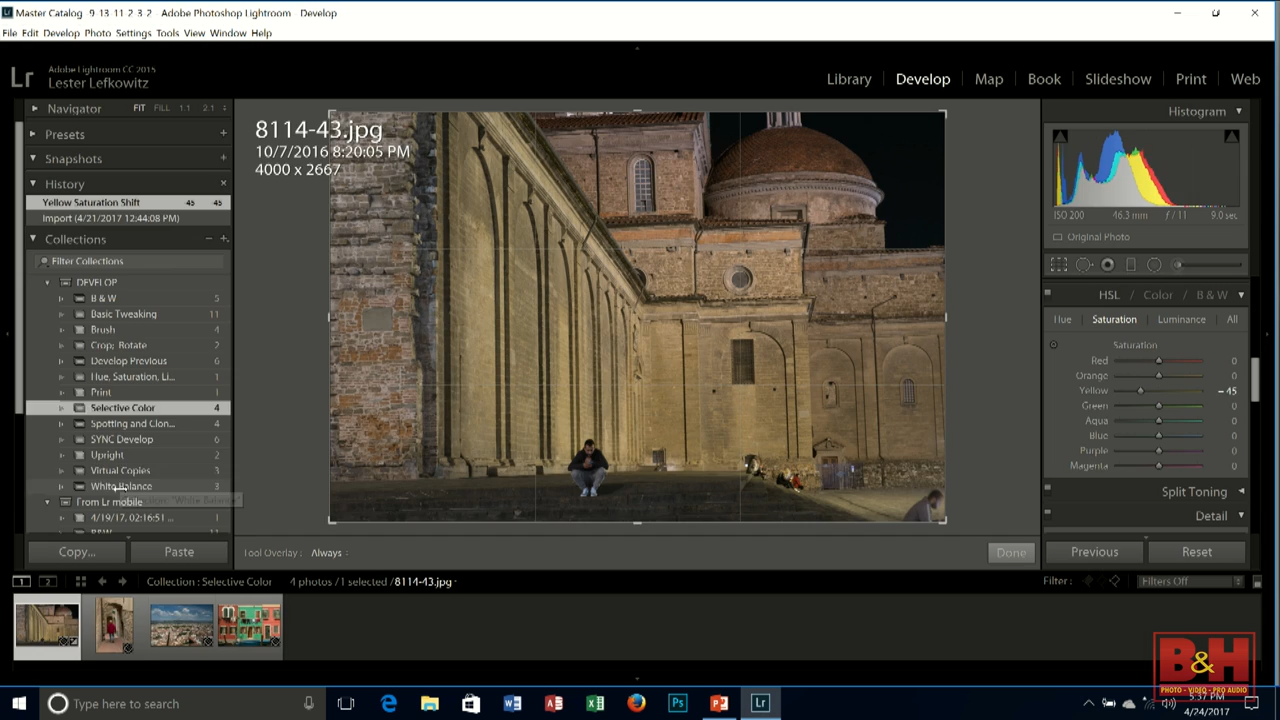 Master Catalog 9 13 11 2 3 2 Adobe Photoshop Lightroom Develop
File Edit Develop Photo Settings Tools View Window Help
Lr
Adobe Lightroom CC 2015
Lester Lefkowitz
Library Develop Map Book Slideshow Print Web
Navigator FIT FILL 1:1 2:1
Presets +
Snapshots +
History ×
Yellow Saturation Shift -45 -45
Import (4/21/2017 12:44:08 PM)
Collections − +
Filter Collections
DEVELOP
B & W 5
Basic Tweaking 11
Brush 4
Crop; Rotate 2
Develop Previous 6
Hue, Saturation, Li... 1
Print 1
Selective Color 4
Spotting and Clon... 4
SYNC Develop 6
Upright 2
Virtual Copies 3
White Balance 3
From Lr mobile
4/19/17, 02:16:51 ... 1
B&W 11
Copy... Paste
8114-43.jpg
10/7/2016 8:20:05 PM
4000 x 2667
Tool Overlay : Always
Done
Histogram
ISO 200 46.3 mm f / 11 9.0 sec
Original Photo
HSL / Color / B & W
Hue Saturation Luminance All
Saturation
Red 0
Orange 0
Yellow − 45
Green 0
Aqua 0
Blue 0
Purple 0
Magenta 0
Split Toning
Detail
Previous Reset
1 2 Collection : Selective Color 4 photos / 1 selected / 8114-43.jpg
Filter : Filters Off
B&H
PHOTO - VIDEO - PRO AUDIO
Type here to search
5:37 PM
4/24/2017